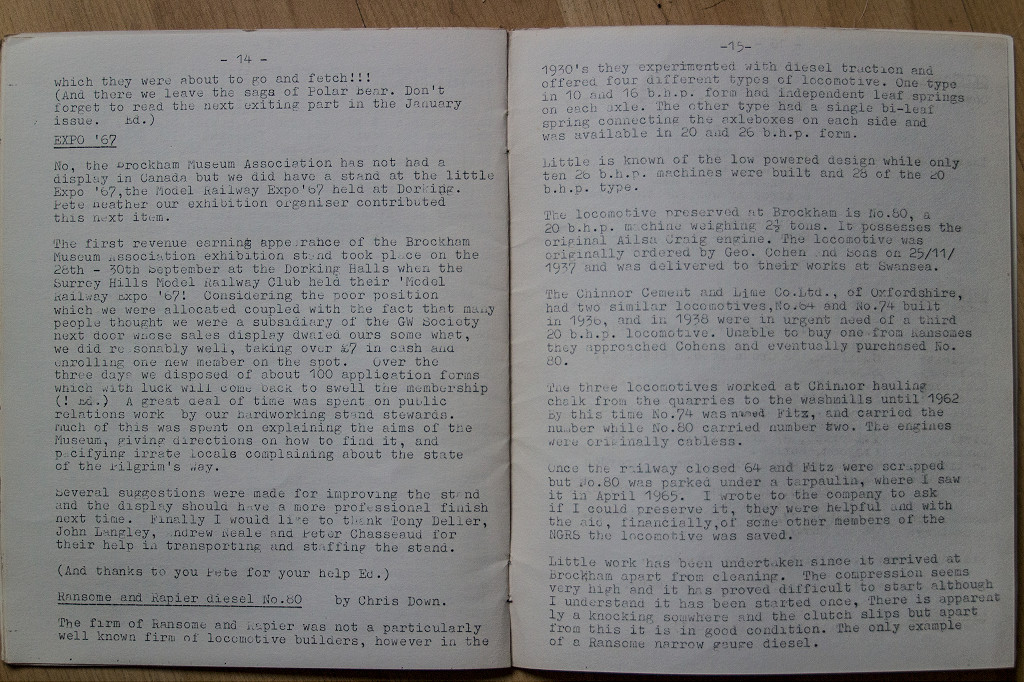 - 14 -
which they were about to go and fetch!!!
(And there we leave the saga of Polar Bear. Don't
forget to read the next exiting part in the January
issue. Ed.)
EXPO '67
No, the Brockham Museum Association has not had a
display in Canada but we did have a stand at the little
Expo '67,the Model Railway Expo'67 held at Dorking.
Pete Neather our exhibition organiser contributed
this next item.
The first revenue earning appearance of the Brockham
Museum Association exhibition stand took place on the
28th - 30th September at the Dorking Halls when the
Surrey Hills Model Railway Club held their 'Model
Railway Expo '67! Considering the poor position
which we were allocated coupled with the fact that many
people thought we were a subsidiary of the GW Society
next door whose sales display dwafed ours some what,
we did reasonably well, taking over £7 in cash and
enrolling one new member on the spot. Over the
three days we disposed of about 100 application forms
which with luck will come back to swell the membership
(! Ed.) A great deal of time was spent on public
relations work by our hardworking stand stewards.
Much of this was spent on explaining the aims of the
Museum, giving directions on how to find it, and
pacifying irrate locals complaining about the state
of the Pilgrim's Way.
Several suggestions were made for improving the stand
and the display should have a more professional finish
next time. Finally I would like to thank Tony Deller,
John Langley, Andrew Neale and Peter Chasseaud for
their help in transporting and staffing the stand.
(And thanks to you Pete for your help Ed.)
Ransome and Rapier diesel No.80 by Chris Down.
The firm of Ransome and Rapier was not a particularly
well known firm of locomotive builders, however in the
-15-
1930's they experimented with diesel traction and
offered four different types of locomotive. One type
in 10 and 16 b.h.p. form had independent leaf springs
on each axle. The other type had a single bi-leaf
spring connecting the axleboxes on each side and
was available in 20 and 26 b.h.p. form.
Little is known of the low powered design while only
ten 26 b.h.p. machines were built and 28 of the 20
b.h.p. type.
The locomotive preserved at Brockham is No.80, a
20 b.h.p. machine weighing 2½ tons. It possesses the
original Ailsa Craig engine. The locomotive was
originally ordered by Geo. Cohen and Sons on 25/11/
1937 and was delivered to their works at Swansea.
The Chinnor Cement and Lime Co.Ltd., of Oxfordshire,
had two similar locomotives,No.64 and No.74 built
in 1936, and in 1938 were in urgent need of a third
20 b.h.p. locomotive. Unable to buy one from Ransomes
they approached Cohens and eventually purchased No.
80.
The three locomotives worked at Chinnor hauling
chalk from the quarries to the washmills until 1962
By this time No.74 was named Fitz, and carried the
number while No.80 carried number two. The engines
were originally cabless.
Once the railway closed 64 and Fitz were scrapped
but No.80 was parked under a tarpaulin, where I saw
it in April 1965. I wrote to the company to ask
if I could preserve it, they were helpful and with
the aid, financially,of some other members of the
NGRS the locomotive was saved.
Little work has been undertaken since it arrived at
Brockham apart from cleaning. The compression seems
very high and it has proved difficult to start although
I understand it has been started once, There is apparent
ly a knocking somwhere and the clutch slips but apart
from this it is in good condition. The only example
of a Ransome narrow gauge diesel.